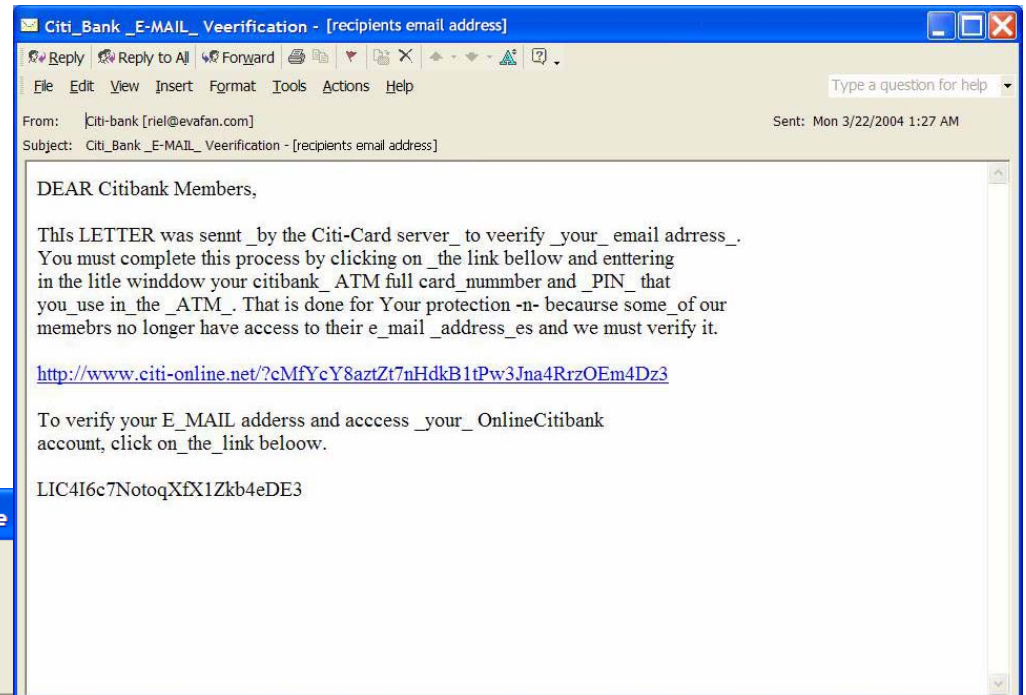 Citi_Bank _E-MAIL_ Veerification - [recipients email address]
Reply Reply to All Forward
File Edit View Insert Format Tools Actions Help Type a question for help
From: Citi-bank [riel@evafan.com] Sent: Mon 3/22/2004 1:27 AM
Subject: Citi_Bank _E-MAIL_ Veerification - [recipients email address]
DEAR Citibank Members,
ThIs LETTER was sennt _by the Citi-Card server_ to veerify _your_ email adrress_.
You must complete this process by clicking on _the link bellow and enttering
in the litle winddow your citibank_ ATM full card_nummber and _PIN_ that
you_use in_the _ATM_. That is done for Your protection -n- becaurse some_of our
memebrs no longer have access to their e_mail _address_es and we must verify it.
http://www.citi-online.net/?cMfYcY8aztZt7nHdkB1tPw3Jna4RrzOEm4Dz3
To verify your E_MAIL adderss and acccess _your_ OnlineCitibank
account, click on_the_link beloow.
LIC4I6c7NotoqXfX1Zkb4eDE3
e